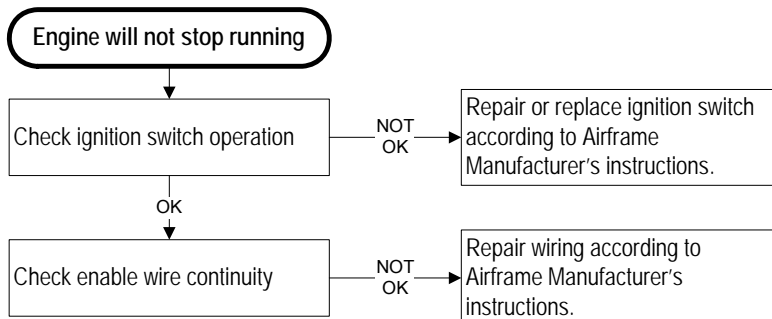 Engine will not stop running
Check ignition switch operation
NOT
OK
Repair or replace ignition switch
according to Airframe
Manufacturer's instructions.
OK
Check enable wire continuity
NOT
OK
Repair wiring according to
Airframe Manufacturer's
instructions.